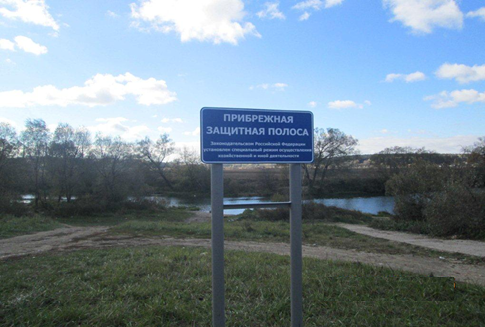 ПРИБРЕЖНАЯ
ЗАЩИТНАЯ ПОЛОСА
Законодательством Российской Федерации
установлен специальный режим осуществления
хозяйственной и иной деятельности